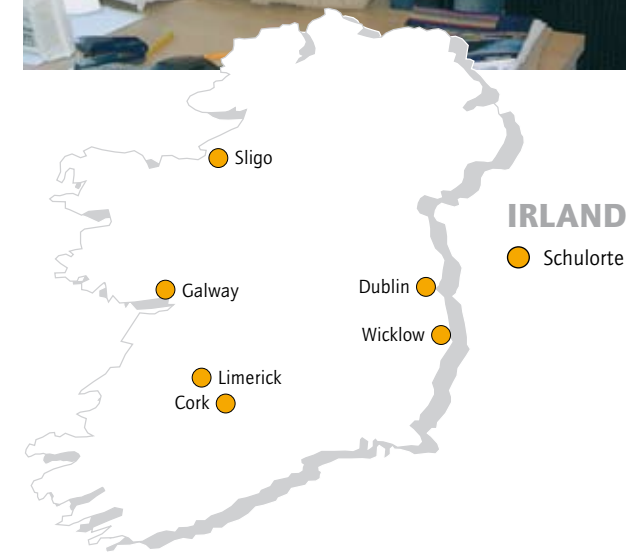 Sligo
IRLAND
Schulorte
Galway
Dublin
Wicklow
Limerick
Cork